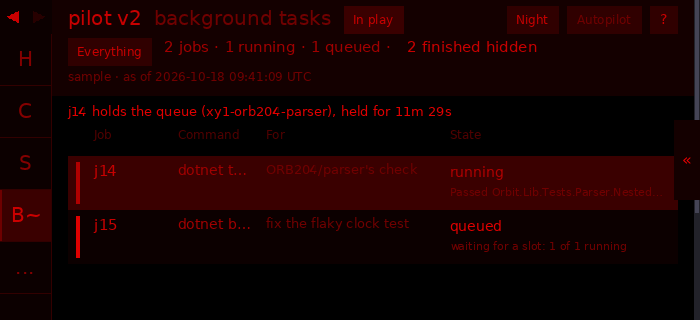 ◀ ▶ pilot v2 background tasks In play Night Autopilot ?
Everything 2 jobs · 1 running · 1 queued · 2 finished hidden
sample · as of 2026-10-18 09:41:09 UTC
H
C
S
B~
...
«
j14 holds the queue (xy1-orb204-parser), held for 11m 29s
Job Command For State
j14 dotnet t... ORB204/parser's check running
Passed Orbit Lib Tests Parser Nested ...
j15 dotnet b... fix the flaky clock test queued
waiting for a slot: 1 of 1 running